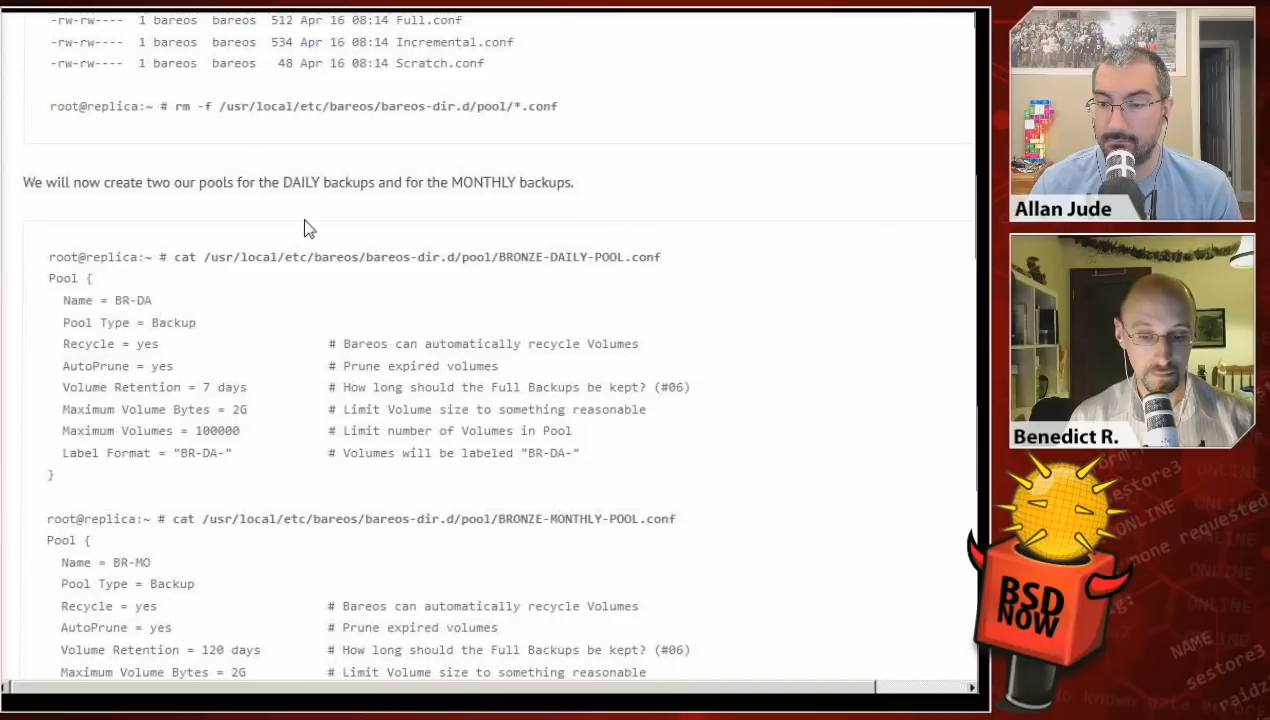 -rw-rw---- 1 bareos bareos 512 Apr 16 08:14 Full.conf
-rw-rw---- 1 bareos bareos 534 Apr 16 08:14 Incremental.conf
-rw-rw---- 1 bareos bareos 48 Apr 16 08:14 Scratch.conf
root@replica:~ # rm -f /usr/local/etc/bareos/bareos-dir.d/pool/*.conf
We will now create two our pools for the DAILY backups and for the MONTHLY backups.
root@replica:~ # cat /usr/local/etc/bareos/bareos-dir.d/pool/BRONZE-DAILY-POOL.conf
Pool {
Name = BR-DA
Pool Type = Backup
Recycle = yes # Bareos can automatically recycle Volumes
AutoPrune = yes # Prune expired volumes
Volume Retention = 7 days # How long should the Full Backups be kept? (#06)
Maximum Volume Bytes = 2G # Limit Volume size to something reasonable
Maximum Volumes = 100000 # Limit number of Volumes in Pool
Label Format = "BR-DA-" # Volumes will be labeled "BR-DA-"
}
root@replica:~ # cat /usr/local/etc/bareos/bareos-dir.d/pool/BRONZE-MONTHLY-POOL.conf
Pool {
Name = BR-MO
Pool Type = Backup
Recycle = yes # Bareos can automatically recycle Volumes
AutoPrune = yes # Prune expired volumes
Volume Retention = 120 days # How long should the Full Backups be kept? (#06)
Maximum Volume Bytes = 2G # Limit Volume size to something reasonable
Allan Jude
Benedict R.
BSD
NOW
ONLINE
ONLINE
ONLINE
none requested
NAME
sestore3